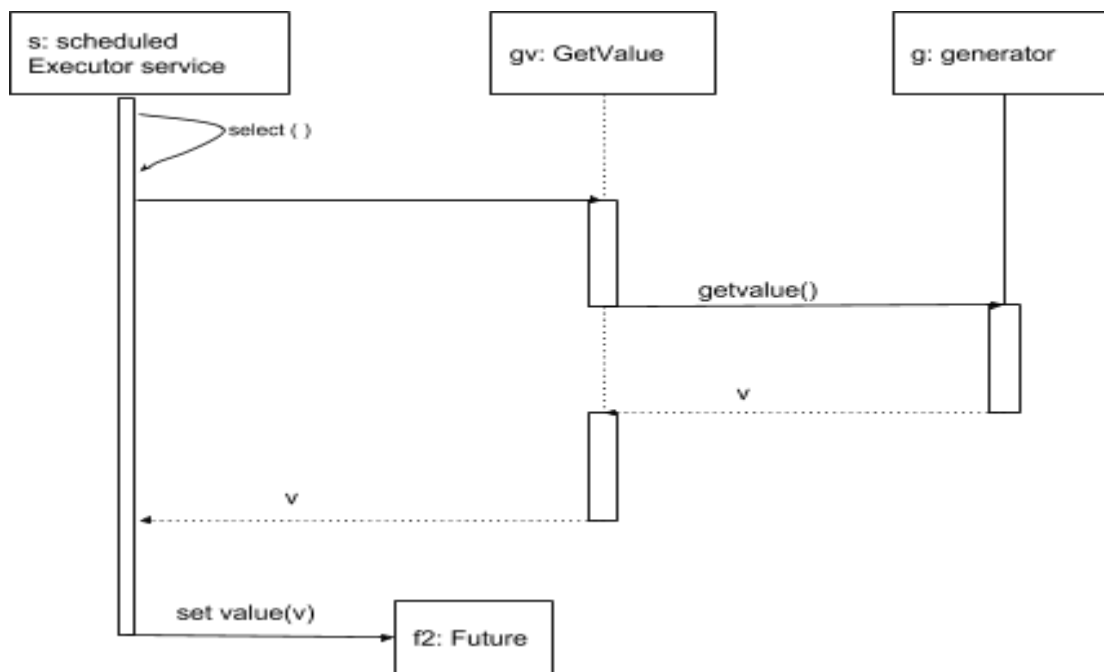 s: scheduled
Executor service
gv: GetValue
g: generator
select ( )
getvalue()
v
v
set value(v)
f2: Future